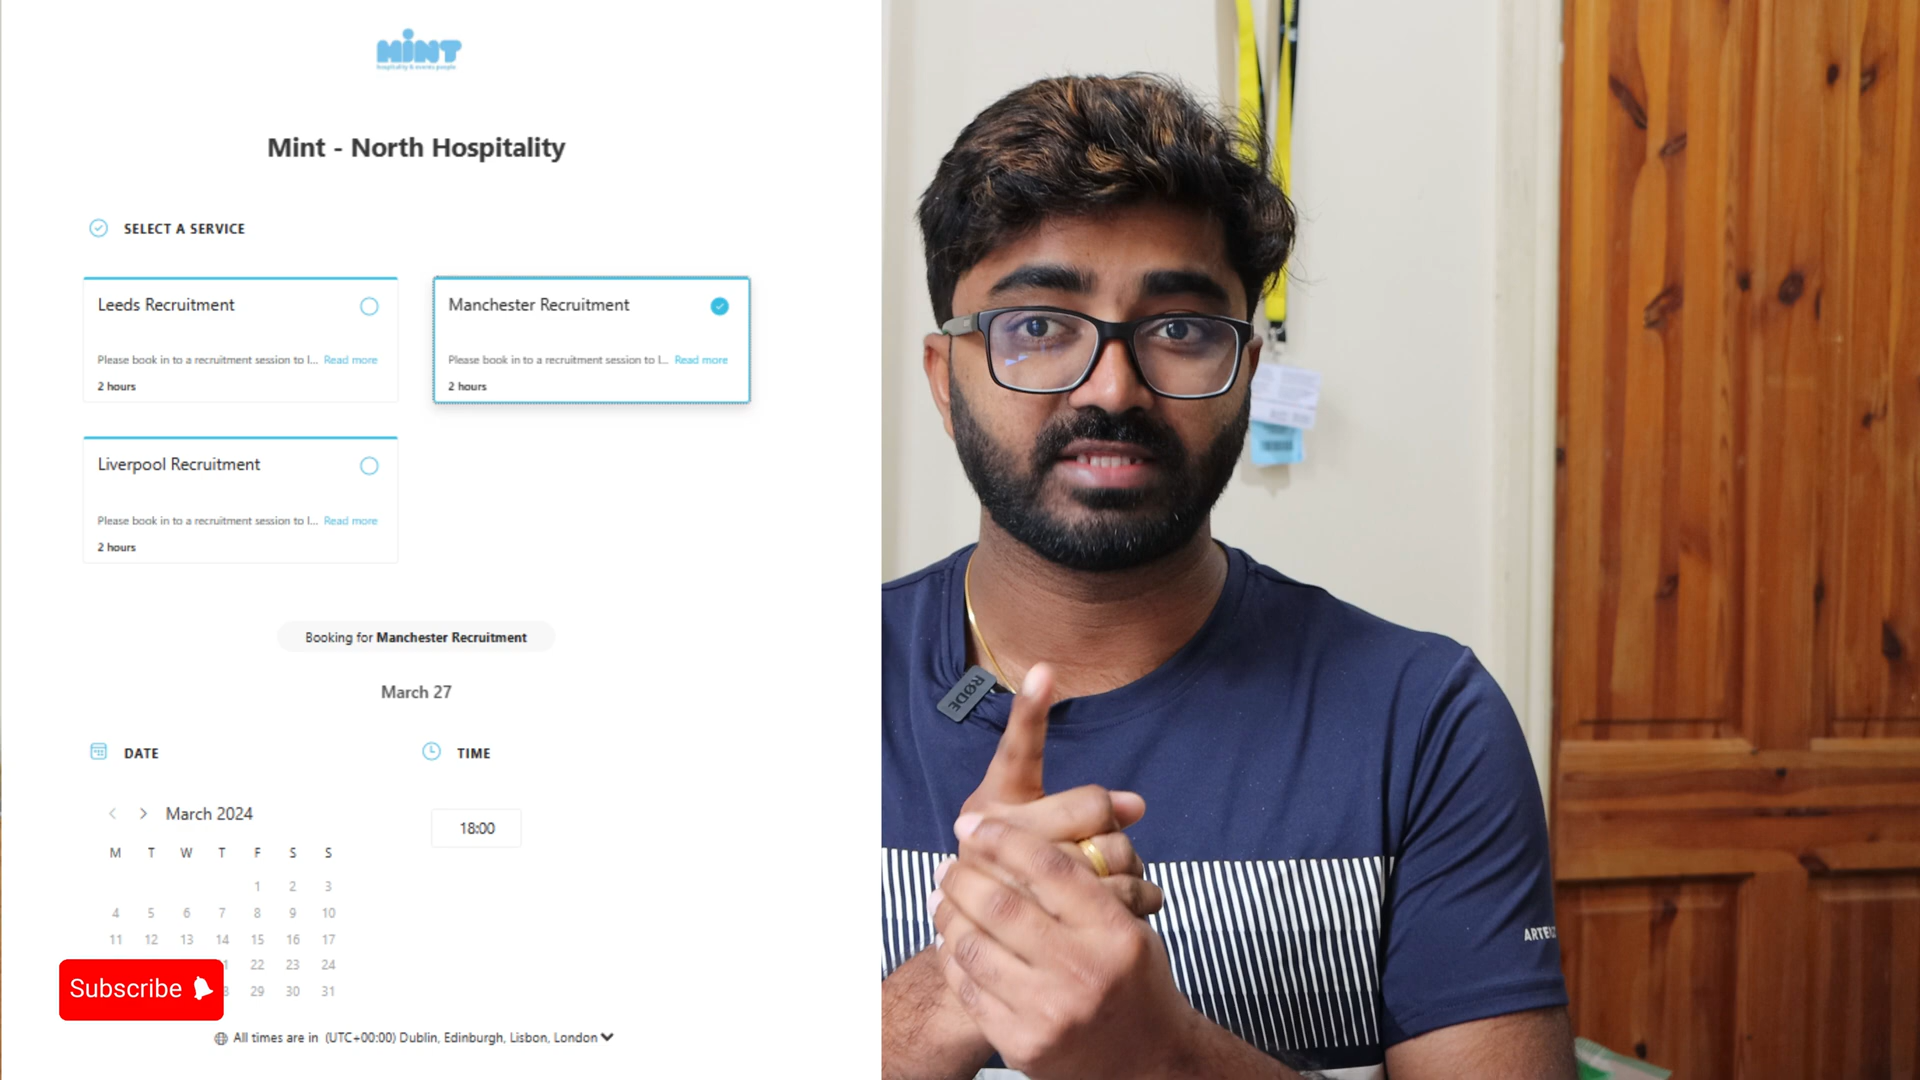 MiNT
hospitality & events people
Mint - North Hospitality
SELECT A SERVICE
Leeds Recruitment
Please book in to a recruitment session to l... Read more
2 hours
Manchester Recruitment
Please book in to a recruitment session to l... Read more
2 hours
Liverpool Recruitment
Please book in to a recruitment session to l... Read more
2 hours
Booking for Manchester Recruitment
March 27
DATE
TIME
March 2024
18:00
M T W T F S S
1 2 3
4 5 6 7 8 9 10
11 12 13 14 15 16 17
22 23 24
29 30 31
Subscribe
All times are in (UTC+00:00) Dublin, Edinburgh, Lisbon, London
RØDE